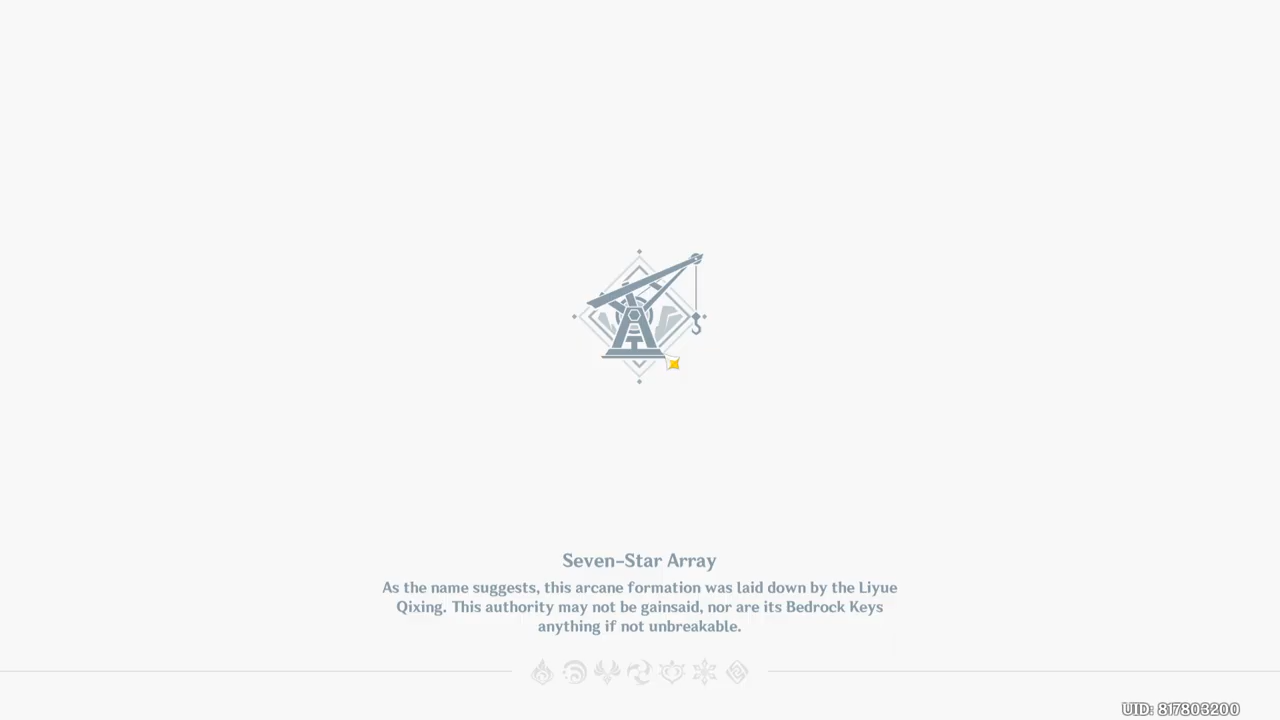 Seven-Star Array
As the name suggests, this arcane formation was laid down by the Liyue
Qixing. This authority may not be gainsaid, nor are its Bedrock Keys
anything if not unbreakable.
UID: 817803200